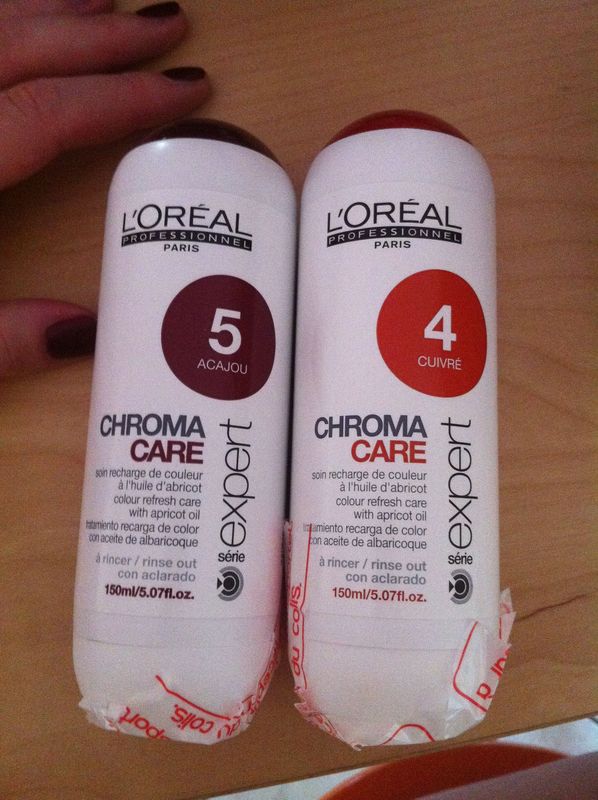 L'ORÉAL
PROFESSIONNEL
PARIS
5
ACAJOU
CHROMA
CARE
soin recharge de couleur
à l'huile d'abricot
colour refresh care
with apricot oil
tratamiento recarga de color
con aceite de albaricoque
à rincer / rinse out
con aclarado
150ml/5.07fl.oz.
série expert
colis.
L'ORÉAL
PROFESSIONNEL
PARIS
4
CUIVRÉ
CHROMA
CARE
soin recharge de couleur
à l'huile d'abricot
colour refresh care
with apricot oil
tratamiento recarga de color
con aceite de albaricoque
à rincer / rinse out
con aclarado
150ml/5.07fl.oz.
série expert
du colis.